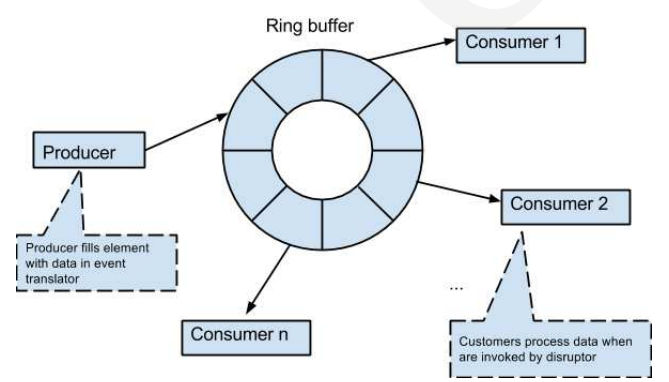 Ring buffer
Consumer 1
Producer
Consumer 2
Producer fills element
with data in event
translator
...
Consumer n
Customers process data when
are invoked by disruptor